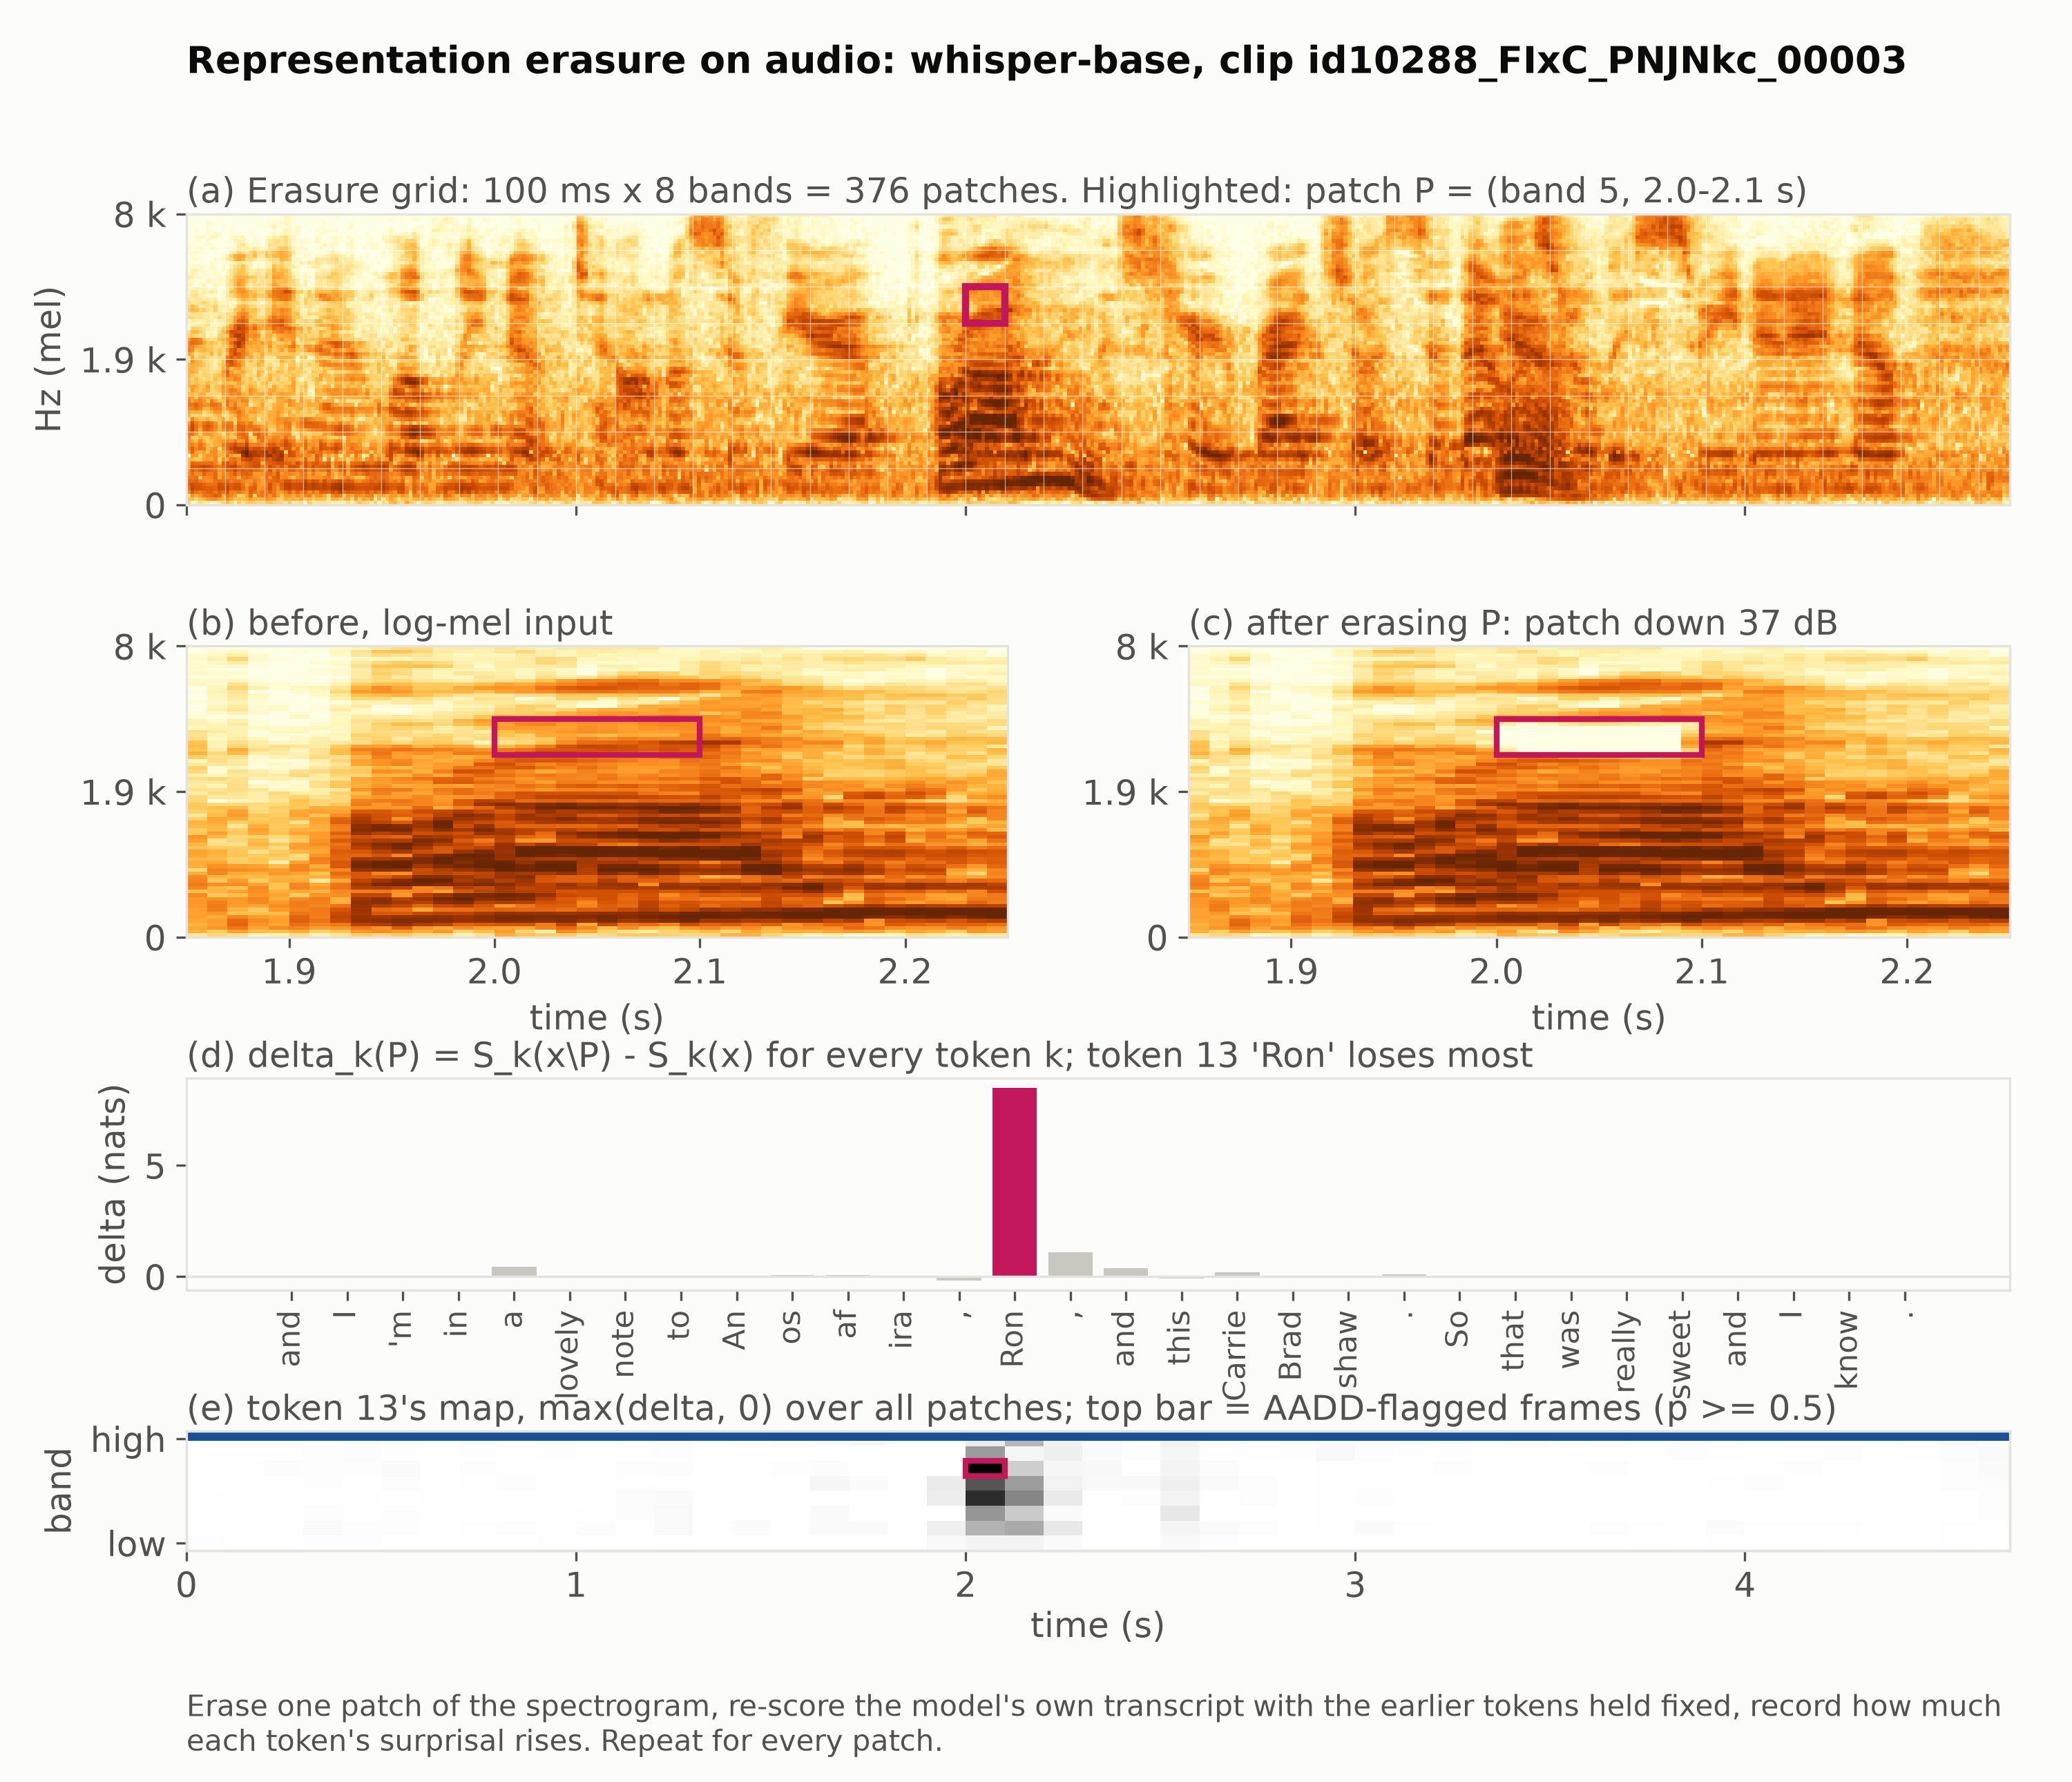 Representation erasure on audio: whisper-base, clip id10288_FIxC_PNJNkc_00003
(a) Erasure grid: 100 ms x 8 bands = 376 patches. Highlighted: patch P = (band 5, 2.0-2.1 s)
8 k
1.9 k
0
Hz (mel)
(b) before, log-mel input
8 k
1.9 k
0
1.9 2.0 2.1 2.2
time (s)
(c) after erasing P: patch down 37 dB
8 k
1.9 k
0
1.9 2.0 2.1 2.2
time (s)
(d) delta_k(P) = S_k(x\P) - S_k(x) for every token k; token 13 'Ron' loses most
delta (nats)
5
0
and I 'm in a lovely note to An os af ira , Ron , and this Carrie Brad shaw . So that was really sweet and I know .
(e) token 13's map, max(delta, 0) over all patches; top bar = AADD-flagged frames (p >= 0.5)
band
high
low
0 1 2 3 4
time (s)
Erase one patch of the spectrogram, re-score the model's own transcript with the earlier tokens held fixed, record how much
each token's surprisal rises. Repeat for every patch.